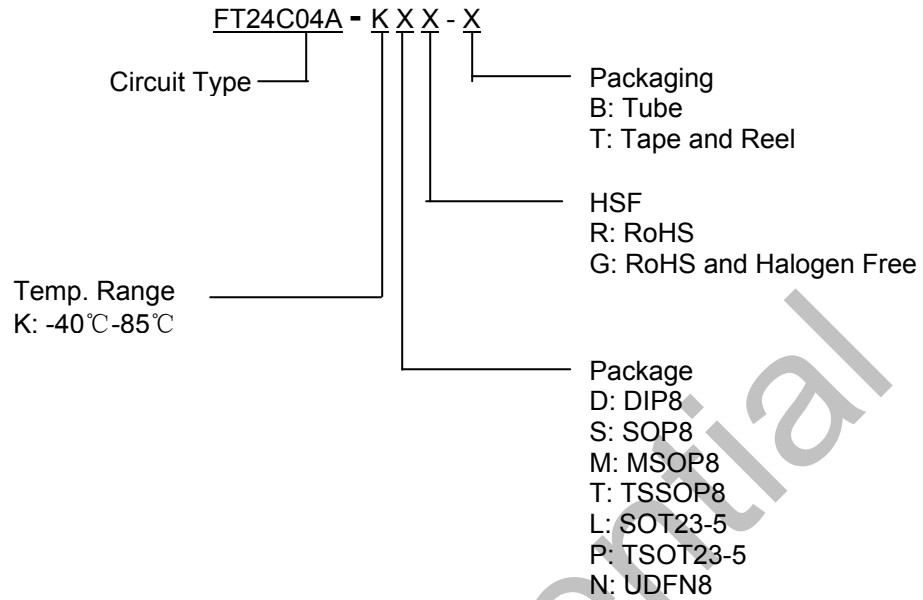 FT24C04A - K X X - X
Circuit Type
Packaging
B: Tube
T: Tape and Reel
HSF
R: RoHS
G: RoHS and Halogen Free
Temp. Range
K: -40℃-85℃
Package
D: DIP8
S: SOP8
M: MSOP8
T: TSSOP8
L: SOT23-5
P: TSOT23-5
N: UDFN8
ential